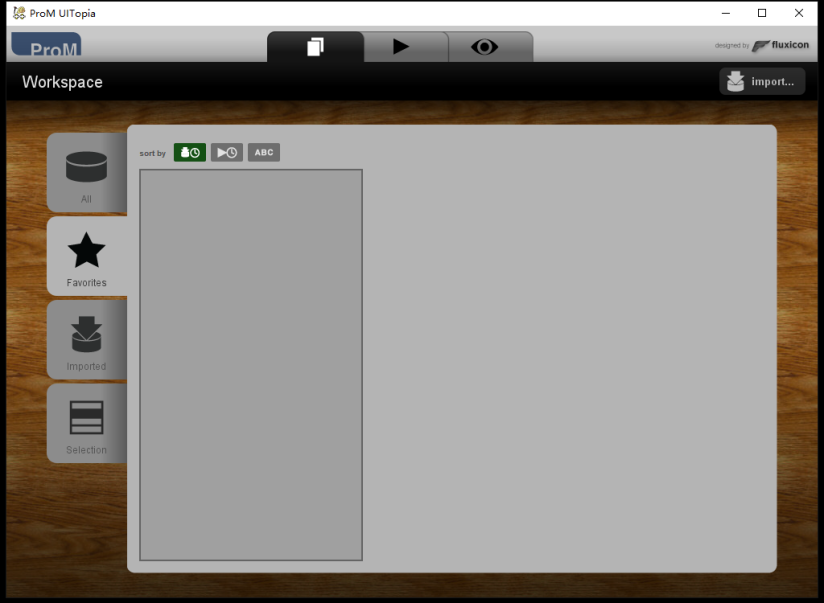 ProM UITopia
ProM
designed by fluxicon
Workspace
import...
sort by
ABC
All
Favorites
Imported
Selection